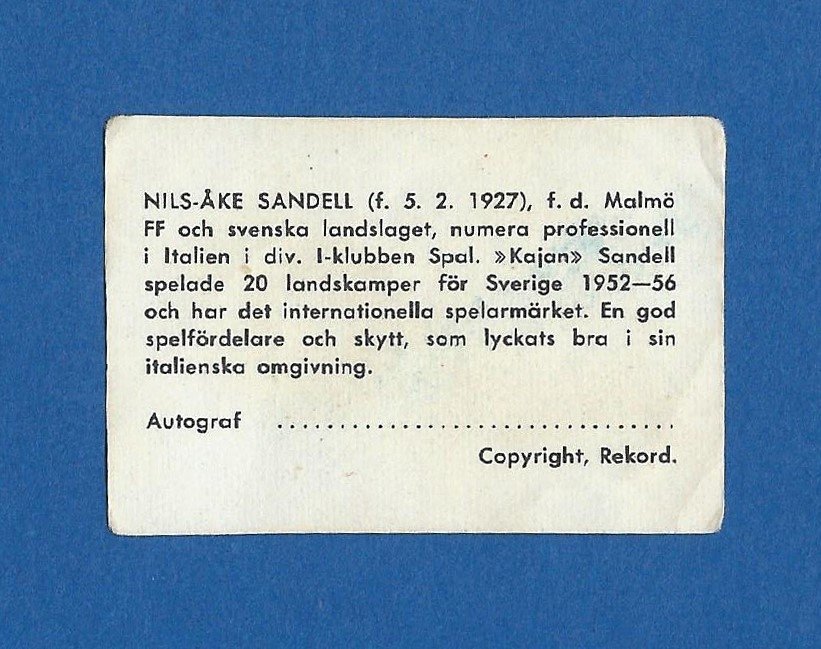 NILS-ÅKE SANDELL (f. 5. 2. 1927), f. d. Malmö
FF och svenska landslaget, numera professionell
i Italien i div. I-klubben Spal. »Kajan» Sandell
spelade 20 landskamper för Sverige 1952—56
och har det internationella spelarmärket. En god
spelfördelare och skytt, som lyckats bra i sin
italienska omgivning.
Autograf ................................
Copyright, Rekord.